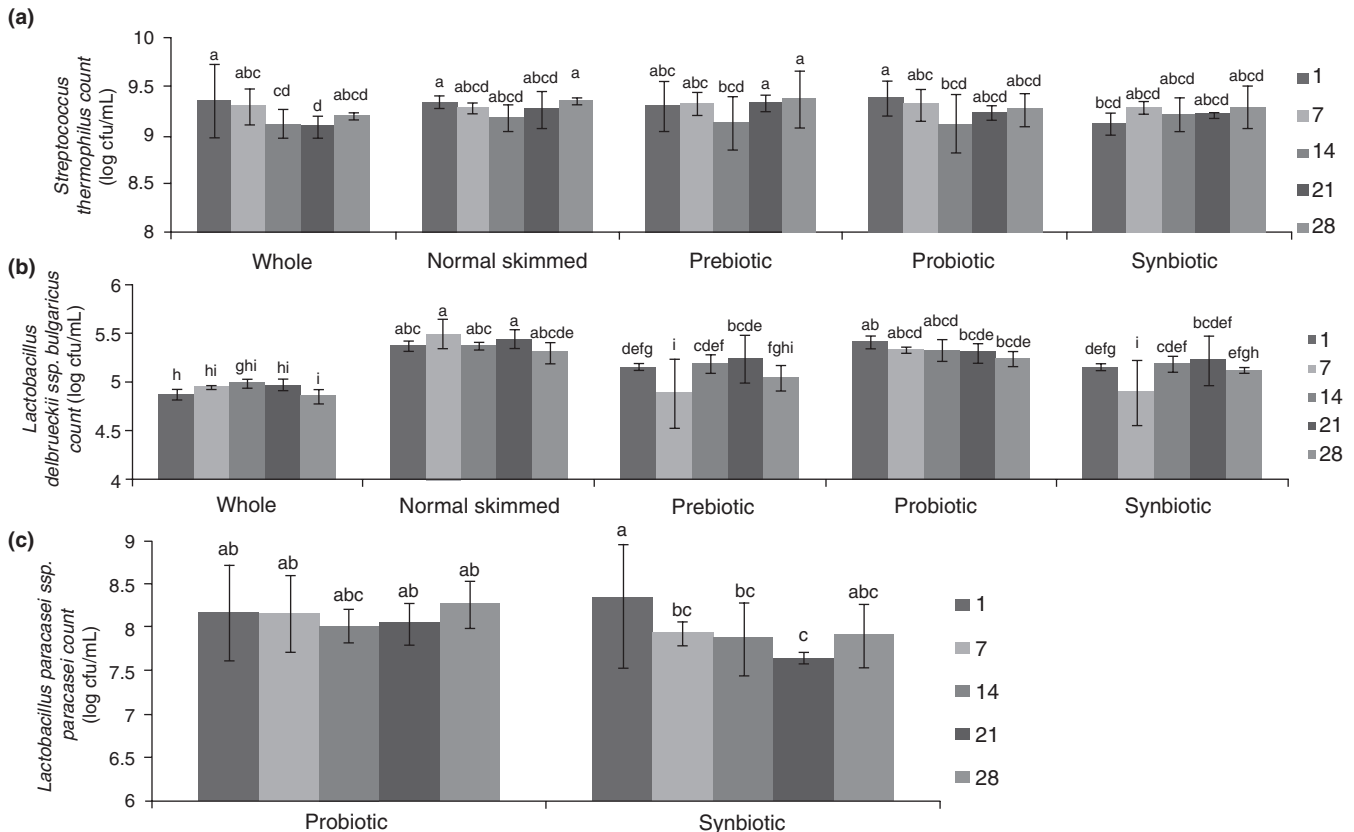 (a)
Streptococcus
thermophilus count
(log cfu/mL)
10
9.5
9
8.5
8
a abc cd d abcd
a abcd abcd abcd a
abc abc bcd a a
a abc bcd abcd abcd
bcd abcd abcd abcd abcd
Whole Normal skimmed Prebiotic Probiotic Synbiotic
1
7
14
21
28
(b)
Lactobacillus
delbrueckii ssp. bulgaricus
count (log cfu/mL)
6
5.5
5
4.5
4
h hi ghi hi i
abc a abc a abcde
defg i cdef bcde fghi
ab abcd abcd bcde bcde
defg i cdef bcdef efgh
Whole Normal skimmed Prebiotic Probiotic Synbiotic
1
7
14
21
28
(c)
Lactobacillus paracasei ssp.
paracasei count
(log cfu/mL)
9
8.5
8
7.5
7
6.5
6
ab ab abc ab ab
a bc bc c abc
Probiotic Synbiotic
1
7
14
21
28